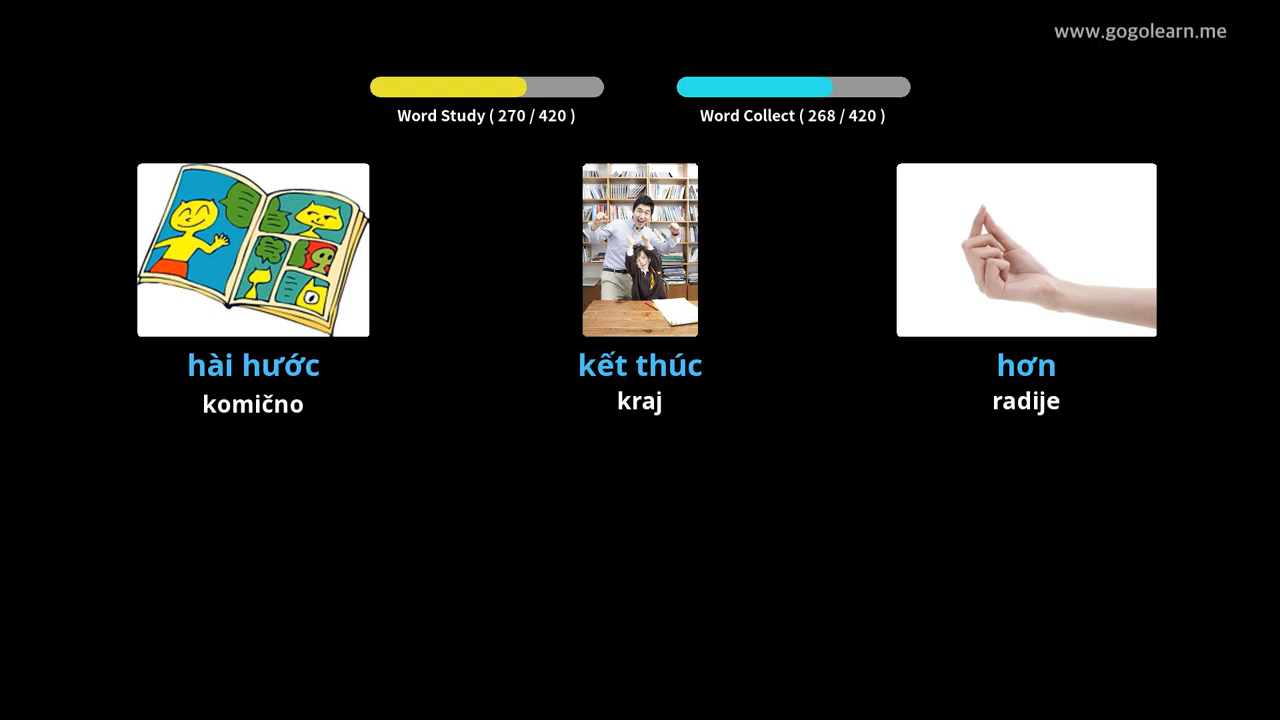 www.gogolearn.me
Word Study ( 270 / 420 )
Word Collect ( 268 / 420 )
hài hước
komično
kết thúc
kraj
hơn
radije